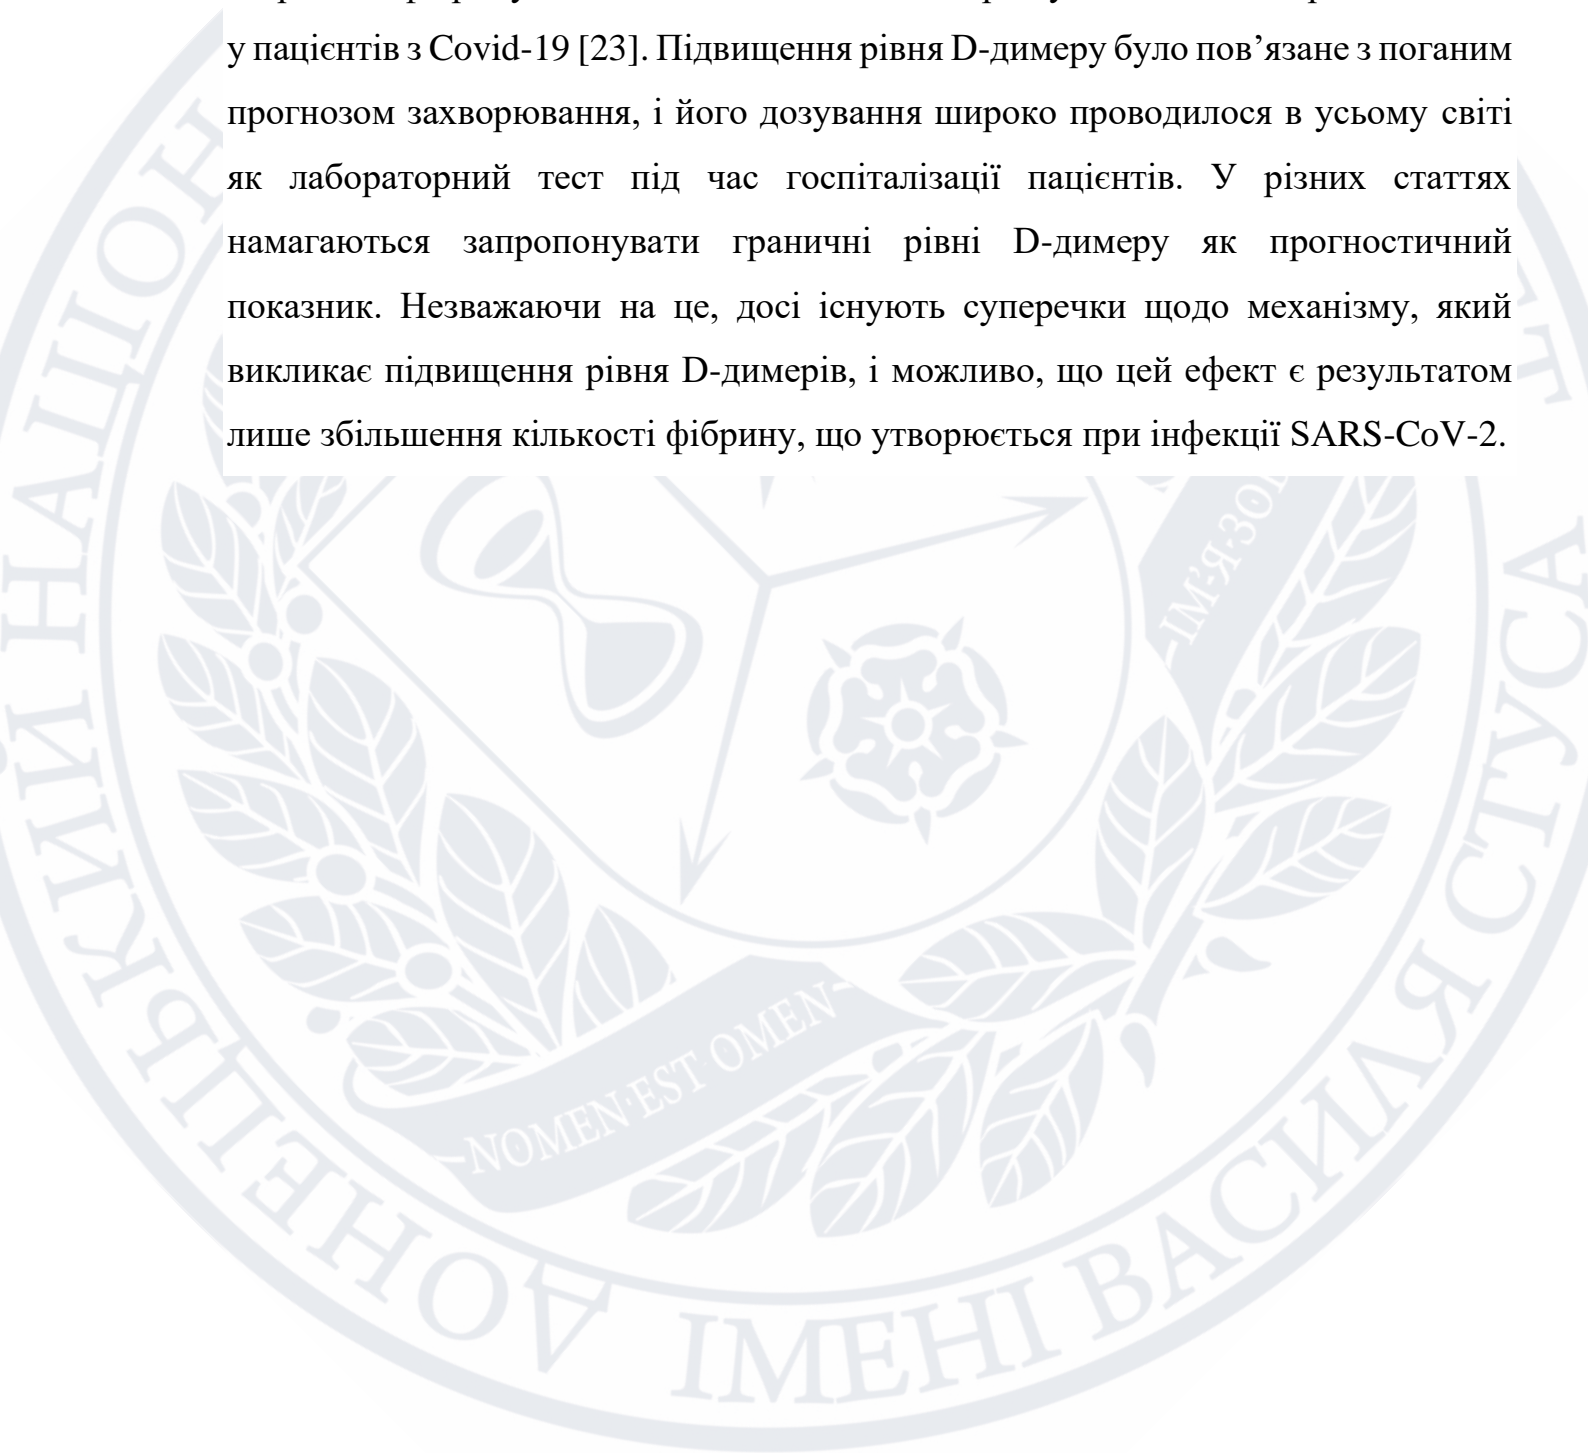 у пацієнтів з Covid-19 [23]. Підвищення рівня D-димеру було пов’язане з поганим
прогнозом захворювання, і його дозування широко проводилося в усьому світі
як лабораторний тест під час госпіталізації пацієнтів. У різних статтях
намагаються запропонувати граничні рівні D-димеру як прогностичний
показник. Незважаючи на це, досі існують суперечки щодо механізму, який
викликає підвищення рівня D-димерів, і можливо, що цей ефект є результатом
лише збільшення кількості фібрину, що утворюється при інфекції SARS-CoV-2.
ІМ’Я·ЗО
NOMEN·EST·OMEN
НАЦІОН
ДОНЕЦЬКИЙ
ІМЕНІ ВАСИЛЯ СТУСА